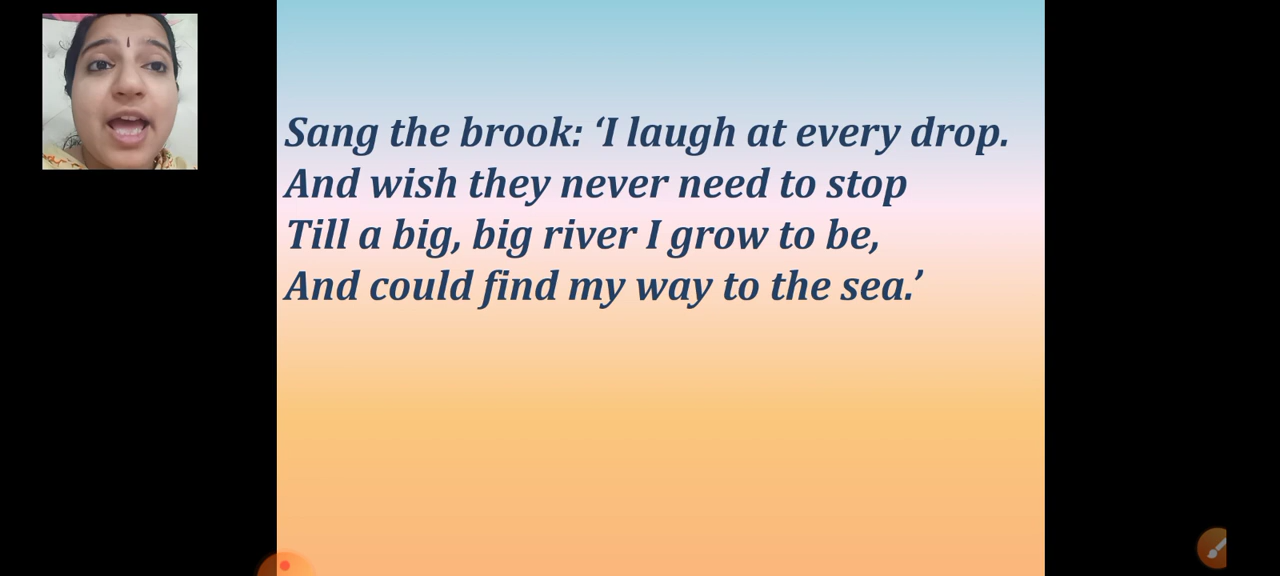 Sang the brook: ‘I laugh at every drop.
And wish they never need to stop
Till a big, big river I grow to be,
And could find my way to the sea.’